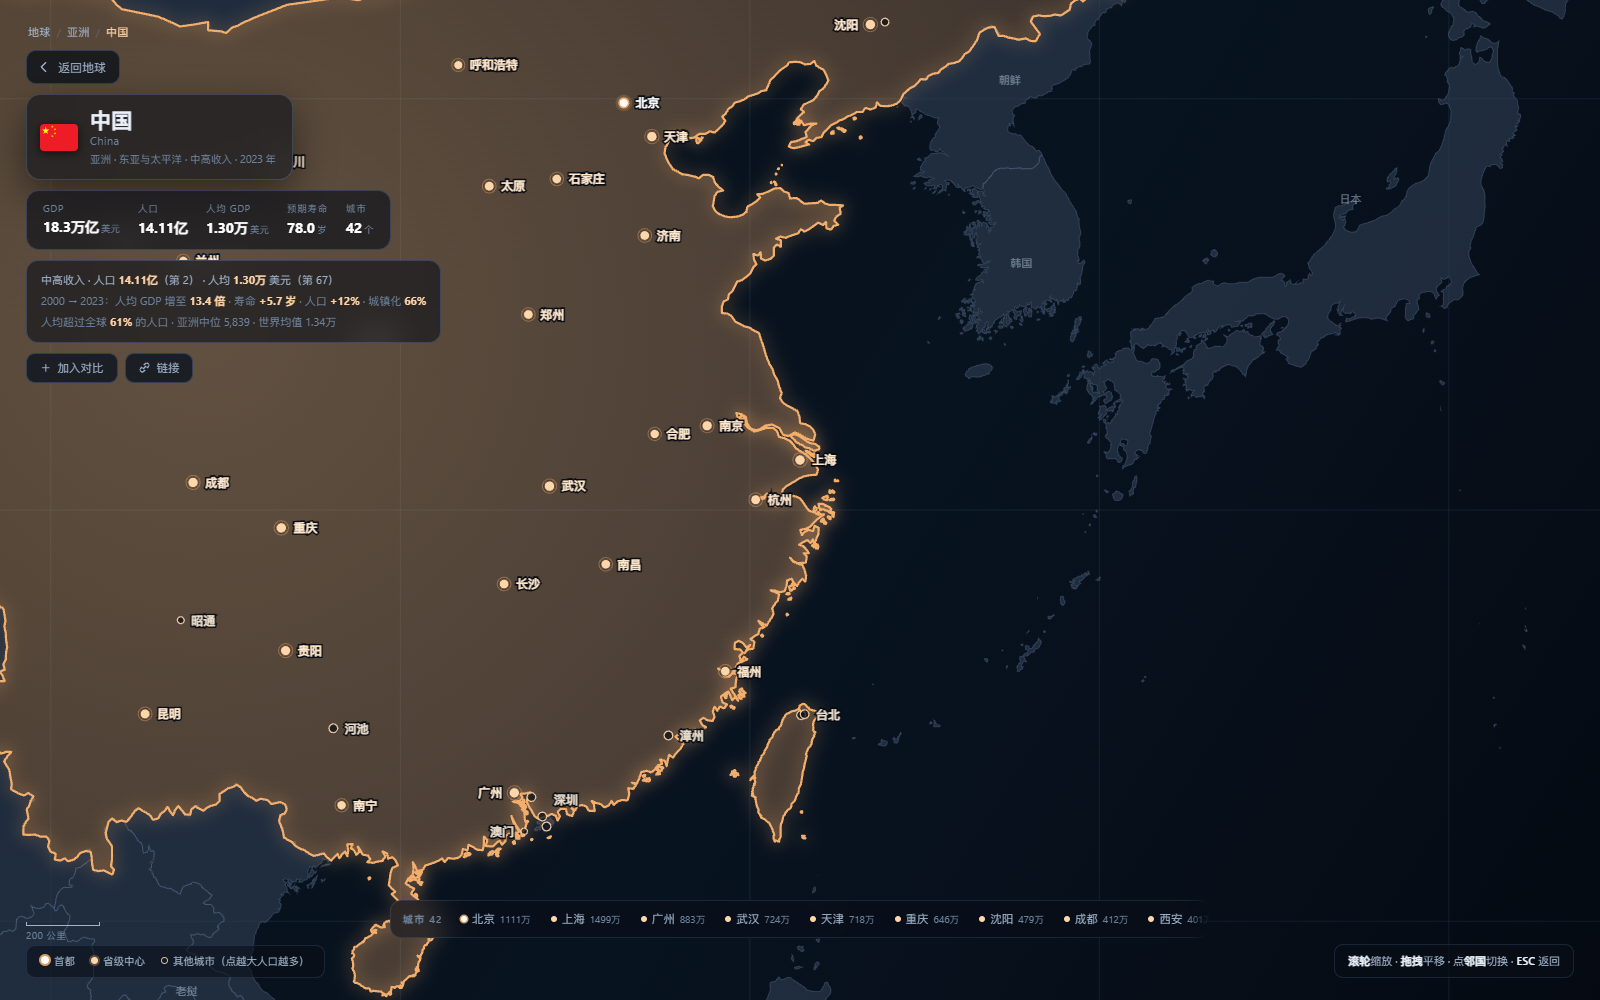 地球 / 亚洲 / 中国
返回地球
中国
China
亚洲 · 东亚与太平洋 · 中高收入 · 2023 年
GDP 人口 人均 GDP 预期寿命 城市
18.3万亿 美元 14.11亿 1.30万 美元 78.0 岁 42 个
中高收入 · 人口 14.11亿（第 2） · 人均 1.30万 美元（第 67）
2000 → 2023：人均 GDP 增至 13.4 倍 · 寿命 +5.7 岁 · 人口 +12% · 城镇化 66%
人均超过全球 61% 的人口 · 亚洲中位 5,839 · 世界均值 1.34万
+ 加入对比
链接
沈阳
呼和浩特
朝鲜
北京
天津
川
石家庄
太原
日本
济南
兰州
韩国
郑州
南京
合肥
上海
成都
武汉
杭州
重庆
南昌
长沙
昭通
贵阳
福州
昆明
台北
河池
漳州
广州
深圳
南宁
澳门
城市 42 北京 1111万 上海 1499万 广州 883万 武汉 724万 天津 718万 重庆 646万 沈阳 479万 成都 412万 西安 401
200 公里
首都 省级中心 其他城市（点越大人口越多）
滚轮缩放 · 拖拽平移 · 点邻国切换 · ESC 返回
老挝